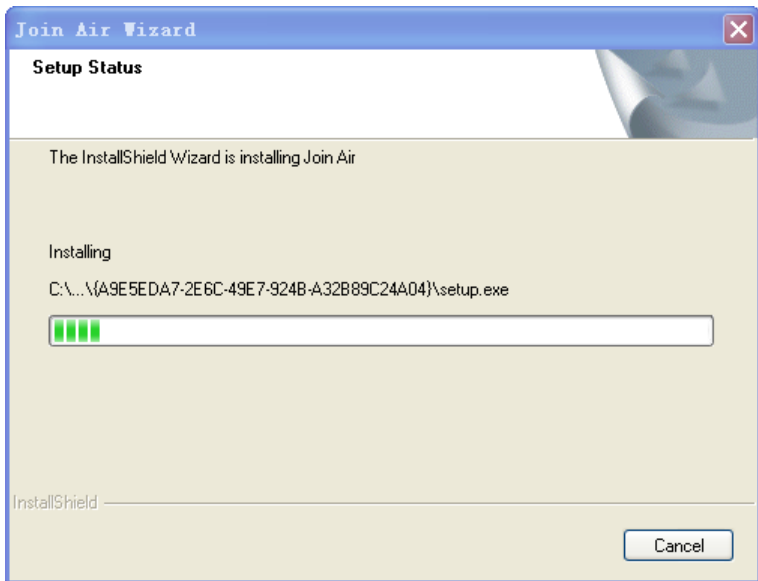 Join Air Wizard
Setup Status
The InstallShield Wizard is installing Join Air
Installing
C:\...\{A9E5EDA7-2E6C-49E7-924B-A32B89C24A04}\setup.exe
InstallShield
Cancel